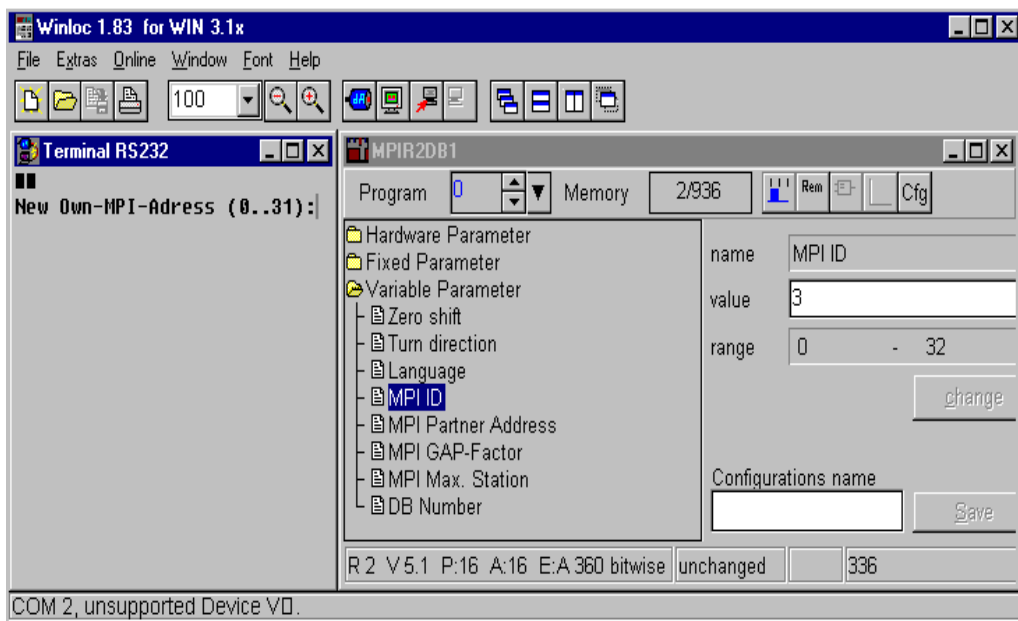 Winloc 1.83 for WIN 3.1x
File Extras Online Window Font Help
100
Terminal RS232
New Own-MPI-Adress (0..31):
MPIR2DB1
Program 0 Memory 2/936 Rem Cfg
Hardware Parameter
Fixed Parameter
Variable Parameter
Zero shift
Turn direction
Language
MPI ID
MPI Partner Address
MPI GAP-Factor
MPI Max. Station
DB Number
name MPI ID
value 3
range 0 - 32
change
Configurations name
Save
R 2 V 5.1 P:16 A:16 E:A 360 bitwise unchanged 336
COM 2, unsupported Device V▯.